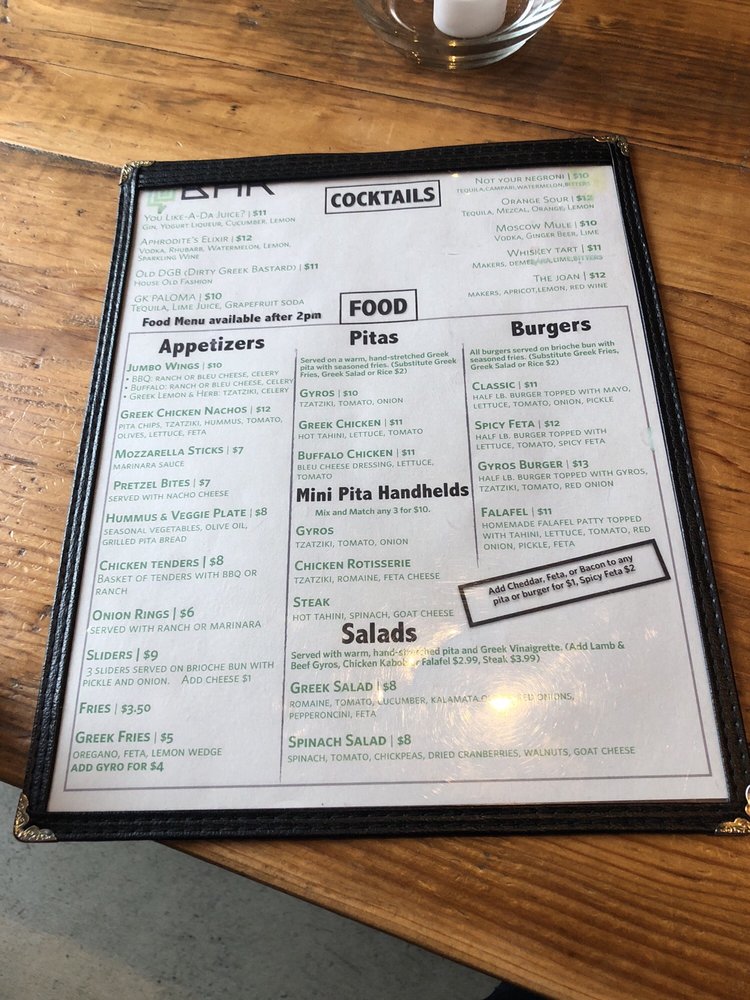 BAR
COCKTAILS
You Like-A-Da Juice? | $11
Gin, Yogurt Liqueur, Cucumber, Lemon
Aphrodite's Elixir | $12
Vodka, Rhubarb, Watermelon, Lemon,
Sparkling Wine
Old DGB (Dirty Greek Bastard) | $11
House Old Fashion
GK Paloma | $10
Tequila, Lime Juice, Grapefruit soda
Not your negroni | $10
tequila,campari,watermelon,bitters
Orange Sour | $12
Tequila, Mezcal, Orange, Lemon
Moscow Mule | $10
Vodka, Ginger Beer, Lime
Whiskey tart | $11
Makers, demerara,lime,bitters
The Joan | $12
makers, apricot,lemon, red wine
Food Menu available after 2pm
FOOD
Appetizers
Jumbo Wings | $10
• BBQ: ranch or bleu cheese, celery
• Buffalo: ranch or bleu cheese, celery
• Greek Lemon & Herb: tzatziki, celery
Greek Chicken Nachos | $12
pita chips, tzatziki, hummus, tomato,
olives, lettuce, feta
Mozzarella Sticks | $7
marinara sauce
Pretzel Bites | $7
served with nacho cheese
Hummus & Veggie Plate | $8
seasonal vegetables, olive oil,
grilled pita bread
Chicken tenders | $8
Basket of tenders with bbq or
ranch
Onion Rings | $6
served with ranch or marinara
Sliders | $9
3 sliders served on brioche bun with
pickle and onion. Add cheese $1
Fries | $3.50
Greek Fries | $5
oregano, feta, lemon wedge
add gyro for $4
Pitas
Served on a warm, hand-stretched Greek
pita with seasoned fries. (Substitute Greek
Fries, Greek Salad or Rice $2)
Gyros | $10
tzatziki, tomato, onion
Greek Chicken | $11
hot tahini, lettuce, tomato
Buffalo Chicken | $11
bleu cheese dressing, lettuce,
tomato
Mini Pita Handhelds
Mix and Match any 3 for $10.
Gyros
tzatziki, tomato, onion
Chicken Rotisserie
tzatziki, romaine, feta cheese
Steak
hot tahini, spinach, goat cheese
Burgers
All burgers served on brioche bun with
seasoned fries. (Substitute Greek Fries,
Greek Salad or Rice $2)
Classic | $11
half lb. burger topped with mayo,
lettuce, tomato, onion, pickle
Spicy Feta | $12
half lb. burger with
lettuce, tomato, spicy feta
Gyros Burger | $13
half lb. burger topped with gyros,
tzatziki, tomato, red onion
Falafel | $11
homemade falafel patty topped
with tahini, lettuce, tomato, red
onion, pickle, feta
Add Cheddar, Feta, or Bacon to any
pita or burger for $1, Spicy Feta $2
Salads
Served with warm, hand-stretched pita and Greek Vinaigrette. (Add Lamb &
Beef Gyros, Chicken Kabob or Falafel $2.99, Steak $3.99)
Greek Salad | $8
romaine, tomato, cucumber, kalamata onions,
pepperoncini, feta
Spinach Salad | $8
spinach, tomato, chickpeas, dried cranberries, walnuts, goat cheese